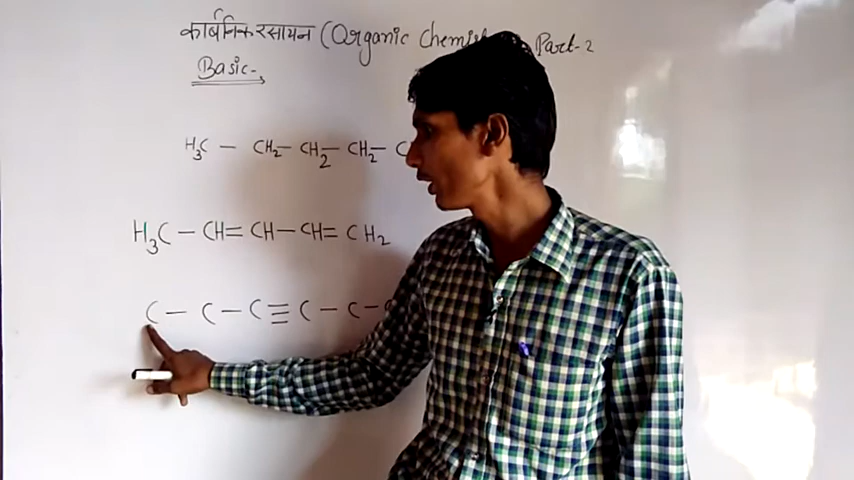 कार्बनिक रसायन (Organic Part-2
Basic-
H₃C - CH₂- CH₂- CH₂- C
H₃C - CH= CH- CH= CH₂
C - C - C ≡ C - C -